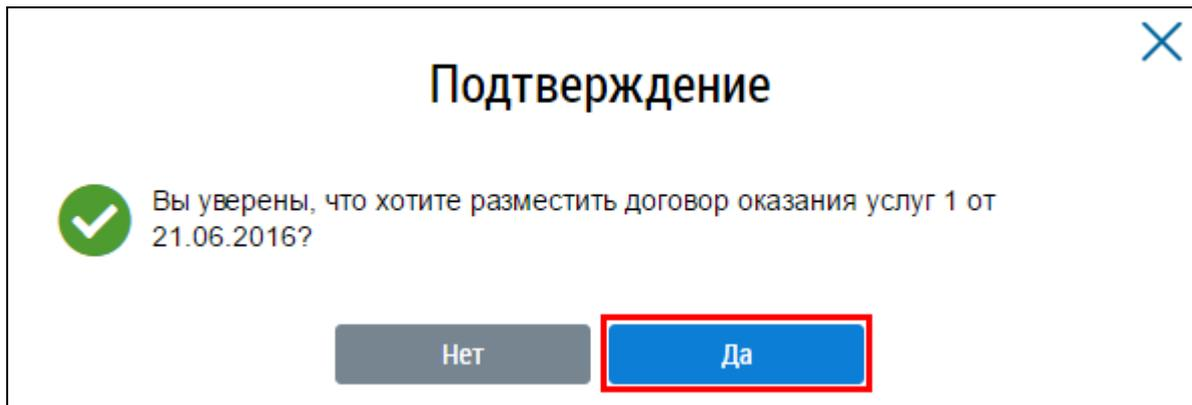 Подтверждение
Вы уверены, что хотите разместить договор оказания услуг 1 от
21.06.2016?
Нет
Да